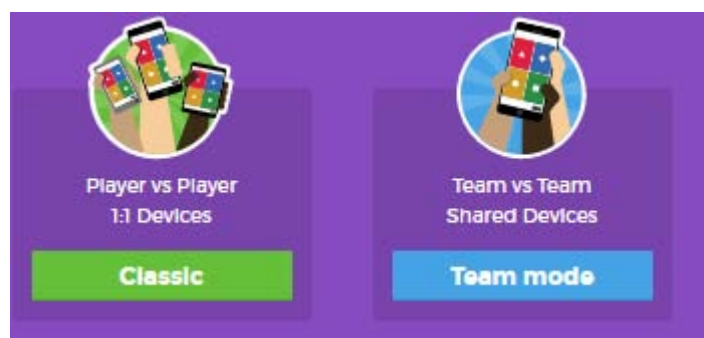 Player vs Player
1:1 Devices
Classic
Team vs Team
Shared Devices
Team mode